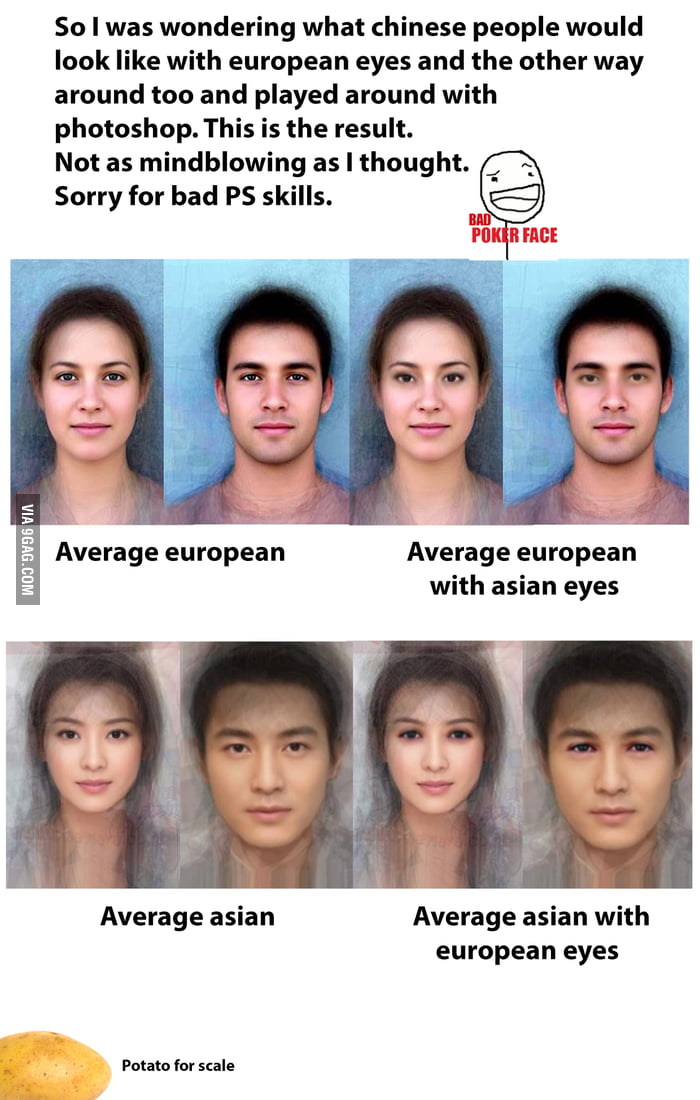 So I was wondering what chinese people would
look like with european eyes and the other way
around too and played around with
photoshop. This is the result.
Not as mindblowing as I thought.
Sorry for bad PS skills.
BAD
POKER FACE
VIA 9GAG.COM
Average european
Average european
with asian eyes
Average asian
Average asian with
european eyes
Potato for scale